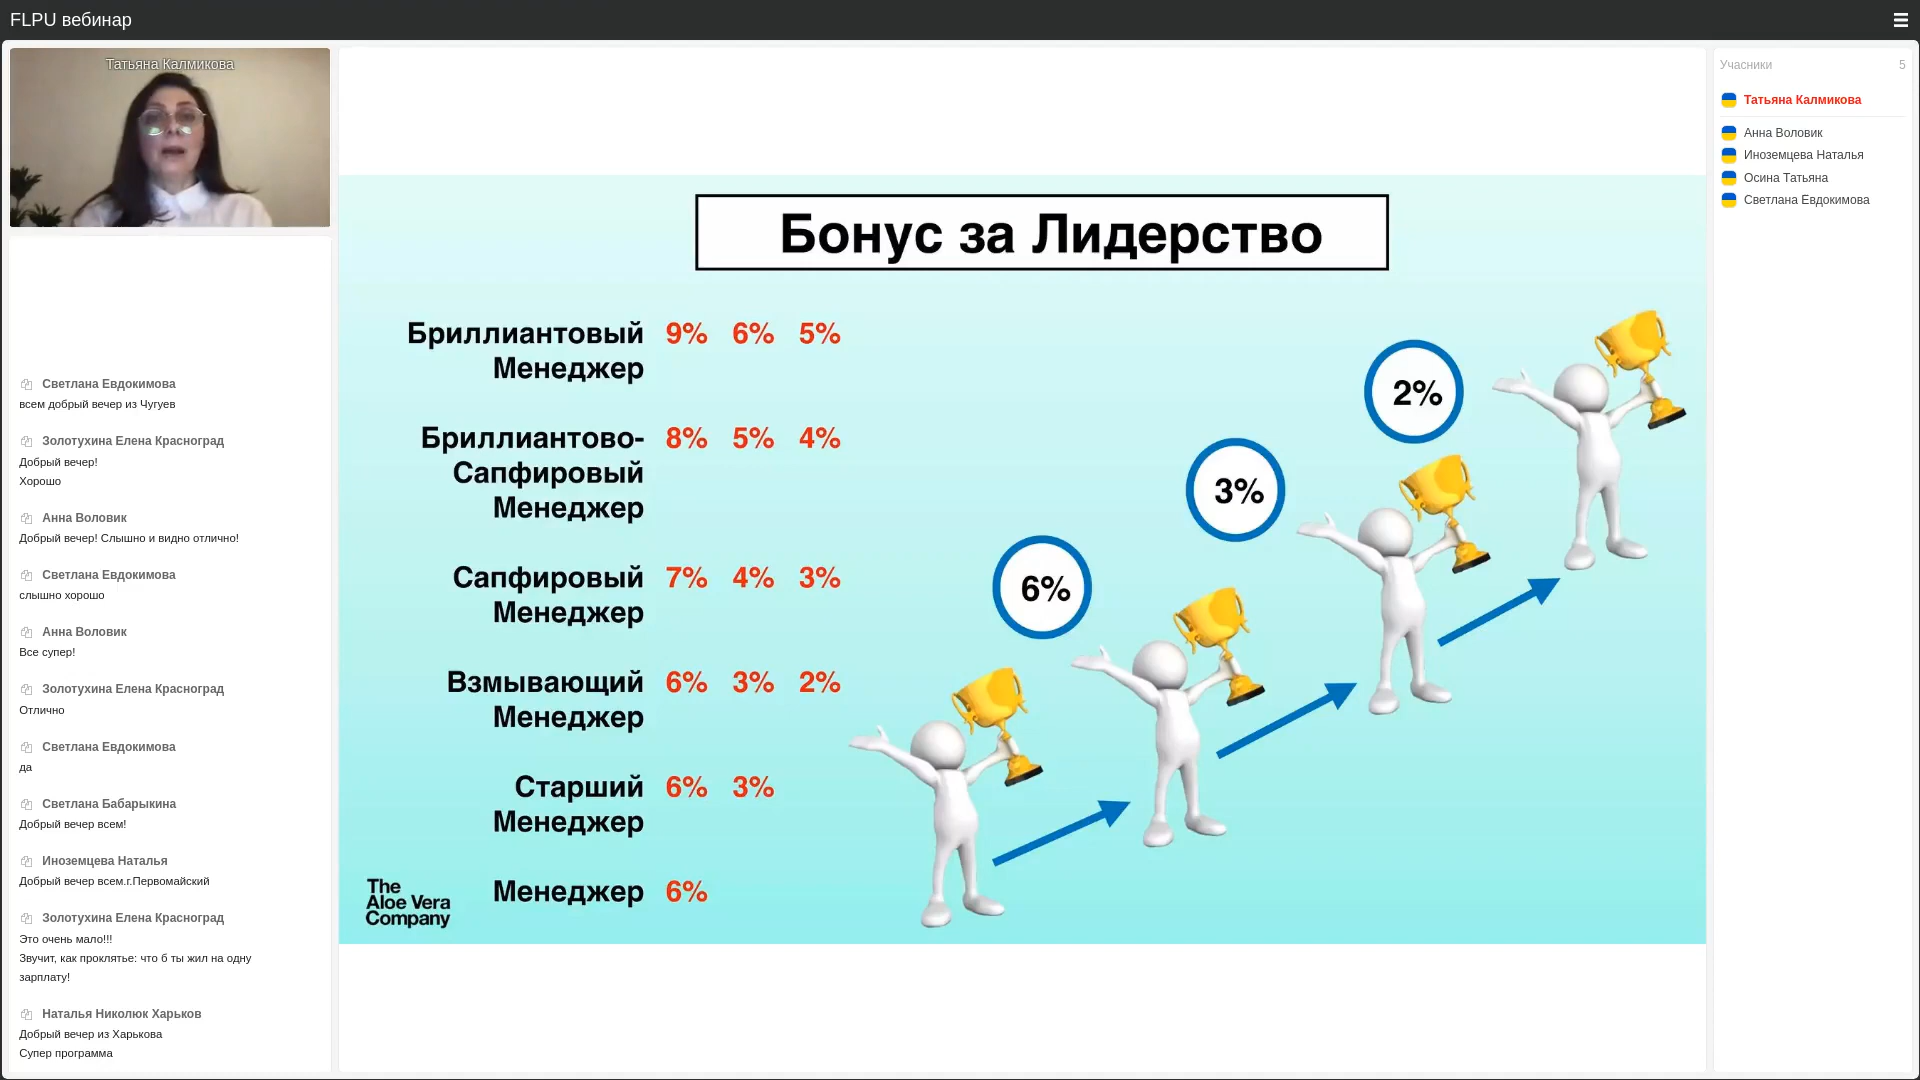 FLPU вебинар
Татьяна Калмикова
Светлана Евдокимова
всем добрый вечер из Чугуев
Золотухина Елена Красноград
Добрый вечер!
Хорошо
Анна Воловик
Добрый вечер! Слышно и видно отлично!
Светлана Евдокимова
слышно хорошо
Анна Воловик
Все супер!
Золотухина Елена Красноград
Отлично
Светлана Евдокимова
да
Светлана Бабарыкина
Добрый вечер всем!
Иноземцева Наталья
Добрый вечер всем.г.Первомайский
Золотухина Елена Красноград
Это очень мало!!!
Звучит, как проклятье: что б ты жил на одну
зарплату!
Наталья Николюк Харьков
Добрый вечер из Харькова
Супер программа
Бонус за Лидерство
Бриллиантовый 9% 6% 5%
Менеджер
Бриллиантово- 8% 5% 4%
Сапфировый
Менеджер
Сапфировый 7% 4% 3%
Менеджер
Взмывающий 6% 3% 2%
Менеджер
Старший 6% 3%
Менеджер
Менеджер 6%
6%
3%
2%
The
Aloe Vera
Company
Учасники 5
Татьяна Калмикова
Анна Воловик
Иноземцева Наталья
Осина Татьяна
Светлана Евдокимова